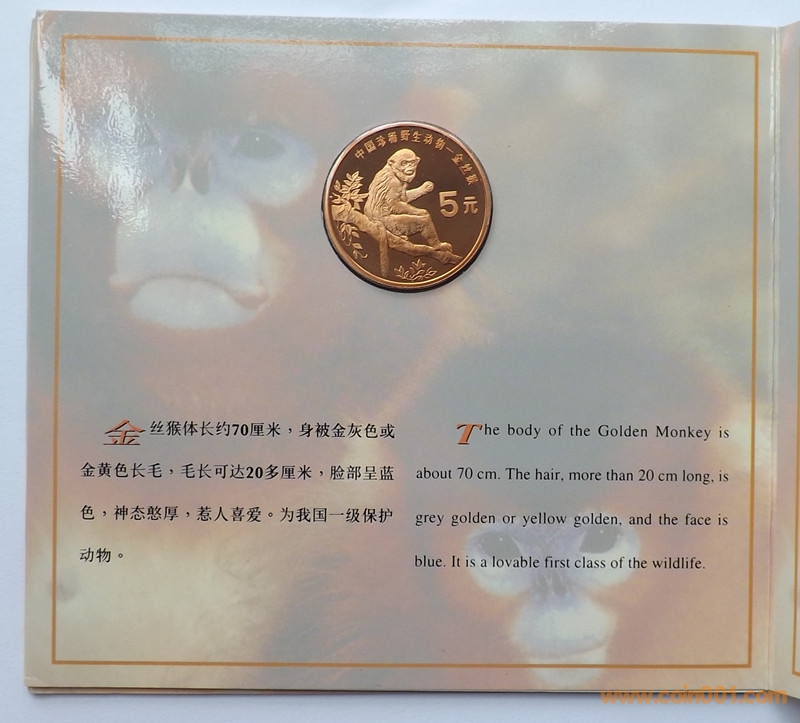 中国珍稀野生动物—金丝猴
5元
金丝猴体长约70厘米，身被金灰色或
金黄色长毛，毛长可达20多厘米，脸部呈蓝
色，神态憨厚，惹人喜爱。为我国一级保护
动物。
The body of the Golden Monkey is
about 70 cm. The hair, more than 20 cm long, is
grey golden or yellow golden, and the face is
blue. It is a lovable first class of the wildlife.
www.coin001.com